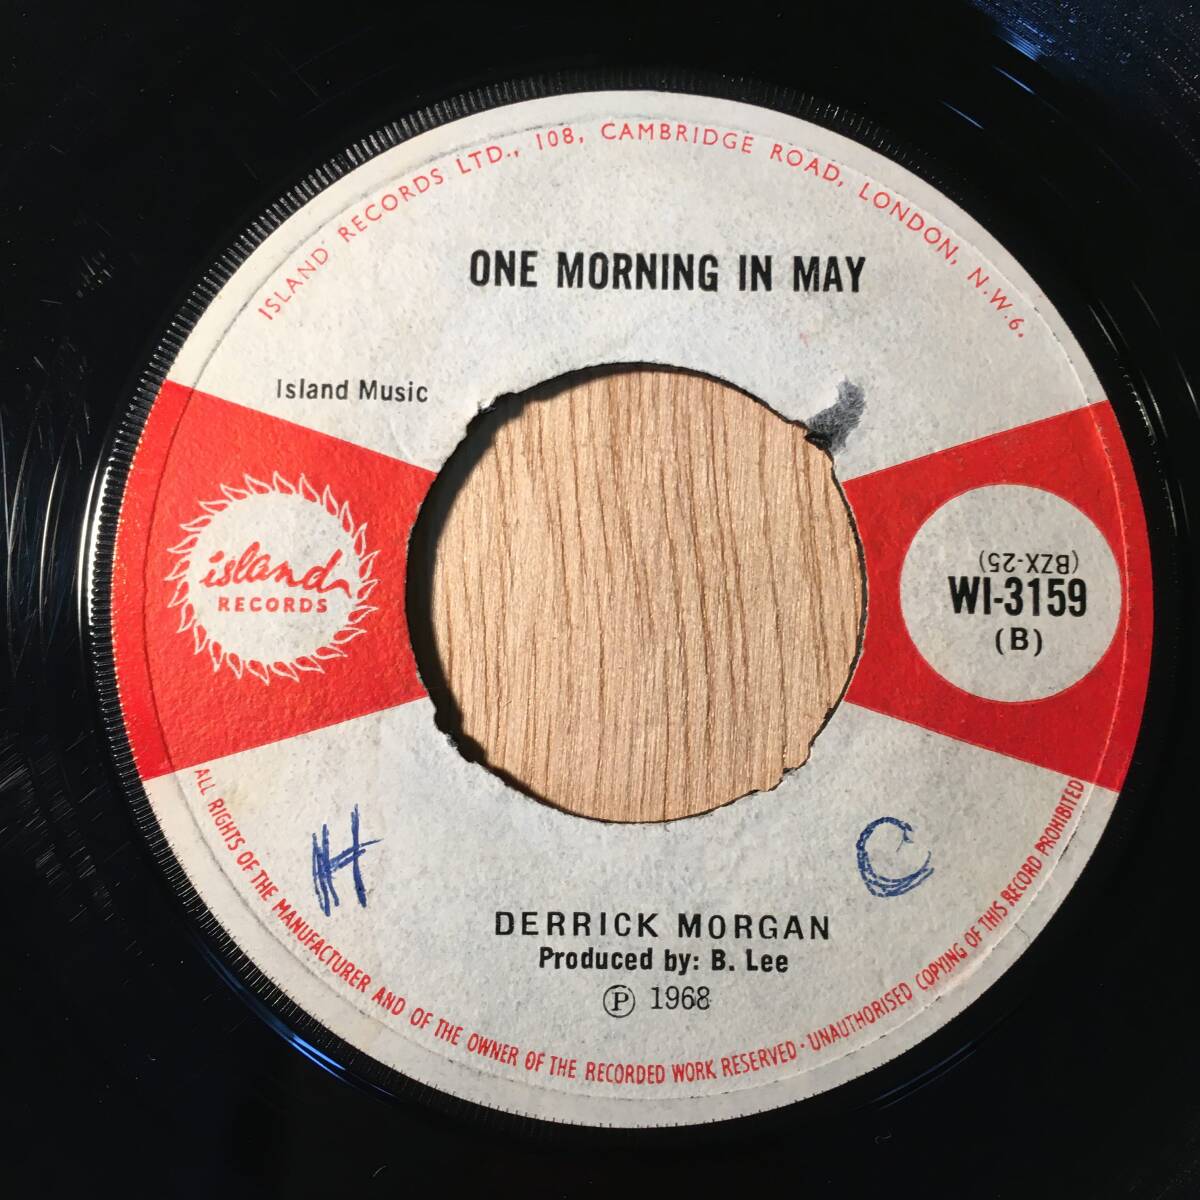 ISLAND RECORDS LTD., 108, CAMBRIDGE ROAD, LONDON, N.W.6.
ONE MORNING IN MAY
Island Music
island
RECORDS
(BZX-25)
WI-3159
(B)
H
C
DERRICK MORGAN
Produced by: B. Lee
Ⓟ 1968
ALL RIGHTS OF THE MANUFACTURER AND OF THE OWNER OF THE RECORDED WORK RESERVED · UNAUTHORISED COPYING OF THIS RECORD PROHIBITED